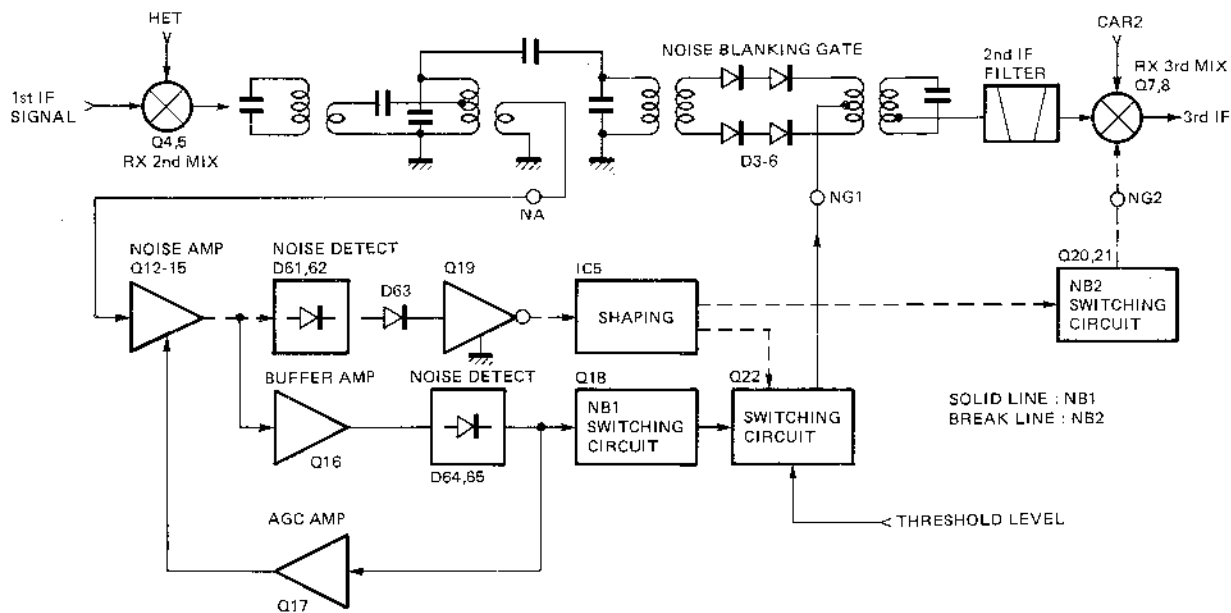 HET
CAR2
NOISE BLANKING GATE
2nd IF
FILTER
RX 3rd MIX
Q7,8
1st IF
SIGNAL
3rd IF
Q4,5
RX 2nd MIX
D3-6
NA
NG1
NG2
NOISE AMP
Q12-15
NOISE DETECT
D61,62
D63
Q19
IC5
SHAPING
Q20,21
NB2
SWITCHING
CIRCUIT
BUFFER AMP
Q16
NOISE DETECT
D64,65
Q18
NB1
SWITCHING
CIRCUIT
Q22
SWITCHING
CIRCUIT
SOLID LINE : NB1
BREAK LINE : NB2
AGC AMP
Q17
THRESHOLD LEVEL